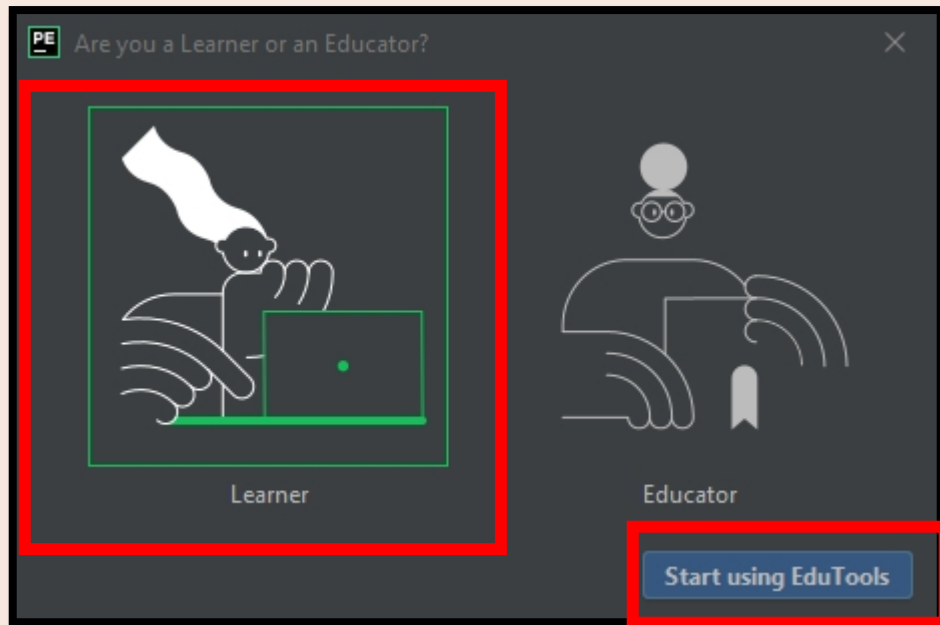 PE
Are you a Learner or an Educator?
Learner
Educator
Start using EduTools